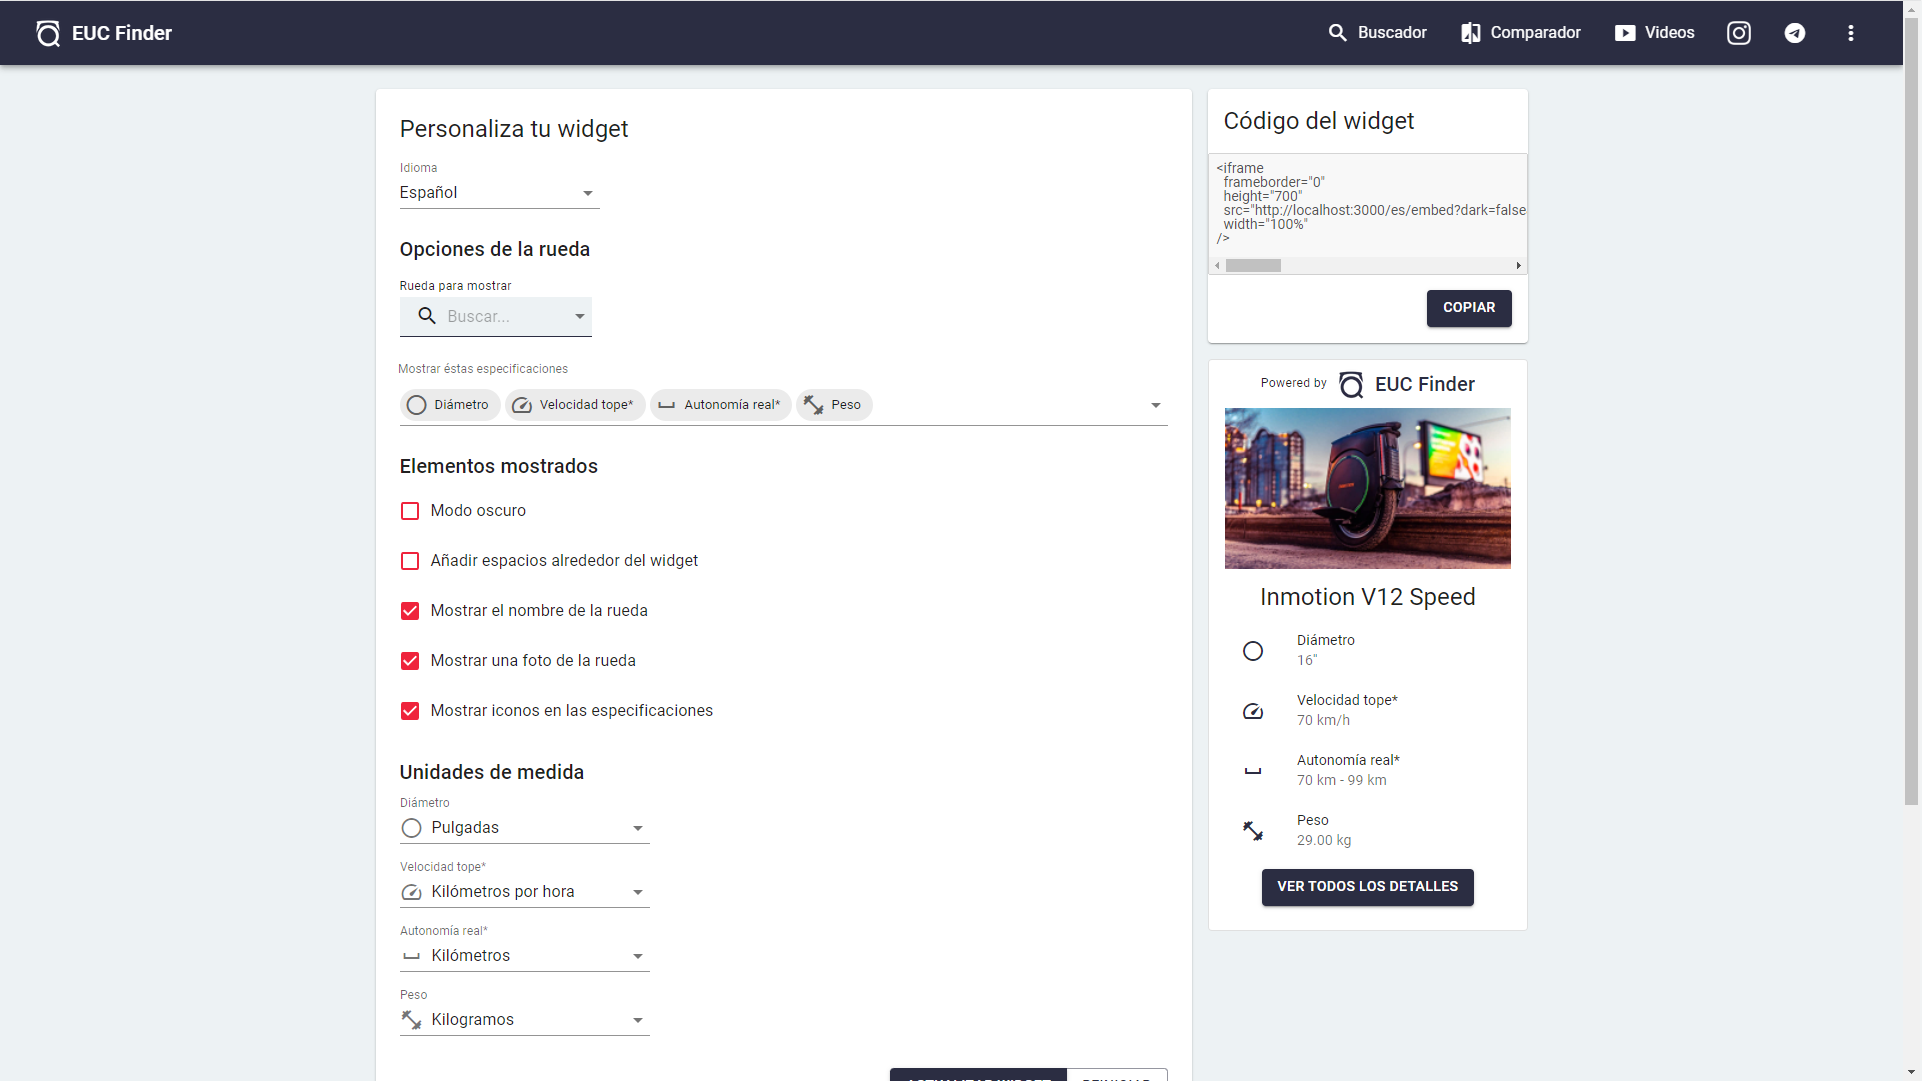 EUC Finder
Buscador
Comparador
Videos
Personaliza tu widget
Idioma
Español
Opciones de la rueda
Rueda para mostrar
Buscar...
Mostrar éstas especificaciones
Diámetro
Velocidad tope*
Autonomía real*
Peso
Elementos mostrados
Modo oscuro
Añadir espacios alrededor del widget
Mostrar el nombre de la rueda
Mostrar una foto de la rueda
Mostrar iconos en las especificaciones
Unidades de medida
Diámetro
Pulgadas
Velocidad tope*
Kilómetros por hora
Autonomía real*
Kilómetros
Peso
Kilogramos
ACTUALIZAR WIDGET
REINICIAR
Código del widget
<iframe
frameborder="0"
height="700"
src="http://localhost:3000/es/embed?dark=false
width="100%"
/>
COPIAR
Powered by EUC Finder
Inmotion V12 Speed
Diámetro
16"
Velocidad tope*
70 km/h
Autonomía real*
70 km - 99 km
Peso
29.00 kg
VER TODOS LOS DETALLES